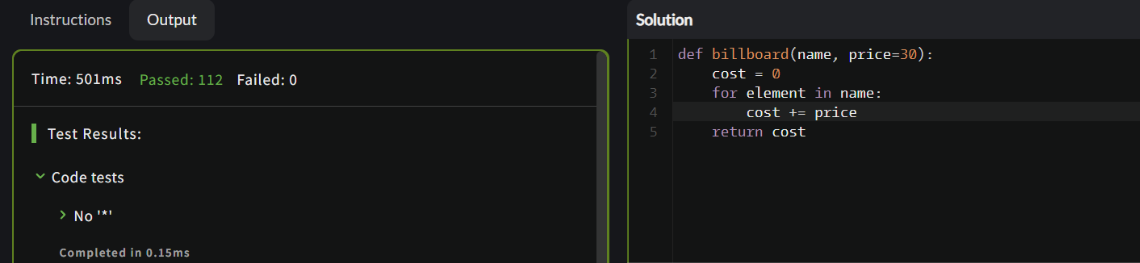 Instructions Output
Time: 501ms Passed: 112 Failed: 0
Test Results:
Code tests
No '*'
Completed in 0.15ms
Solution
1 def billboard(name, price=30):
2     cost = 0
3     for element in name:
4         cost += price
5     return cost